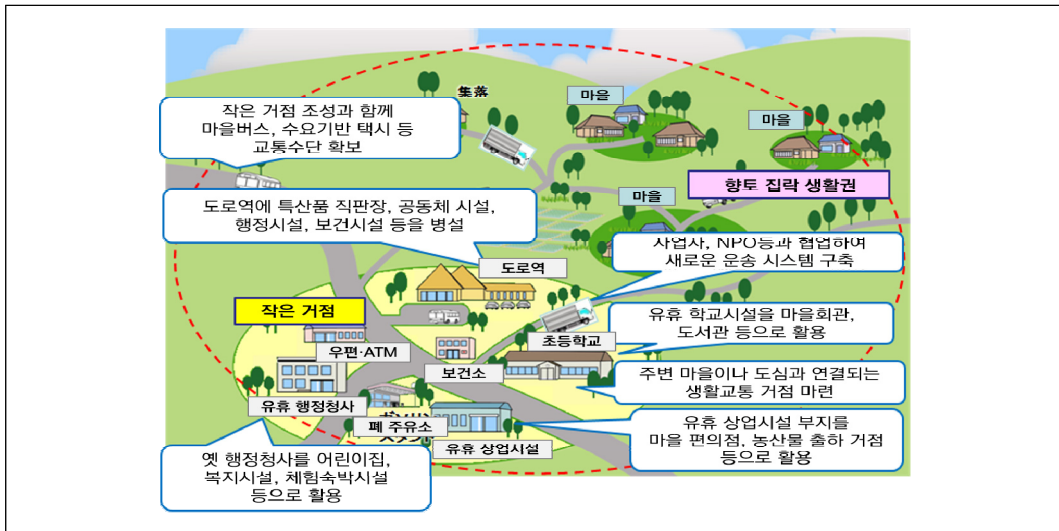 集落
마을
마을
작은 거점 조성과 함께
마을버스, 수요기반 택시 등
교통수단 확보
마을
향토 집락 생활권
도로역에 특산품 직판장, 공동체 시설,
행정시설, 보건시설 등을 병설
사업자, NPO등과 협업하여
새로운 운송 시스템 구축
도로역
작은 거점
유휴 학교시설을 마을회관,
도서관 등으로 활용
우편·ATM
초등학교
보건소
주변 마을이나 도심과 연결되는
생활교통 거점 마련
유휴 행정청사
폐 주유소
유휴 상업시설
유휴 상업시설 부지를
마을 편의점, 농산물 출하 거점
등으로 활용
옛 행정청사를 어린이집,
복지시설, 체험숙박시설
등으로 활용